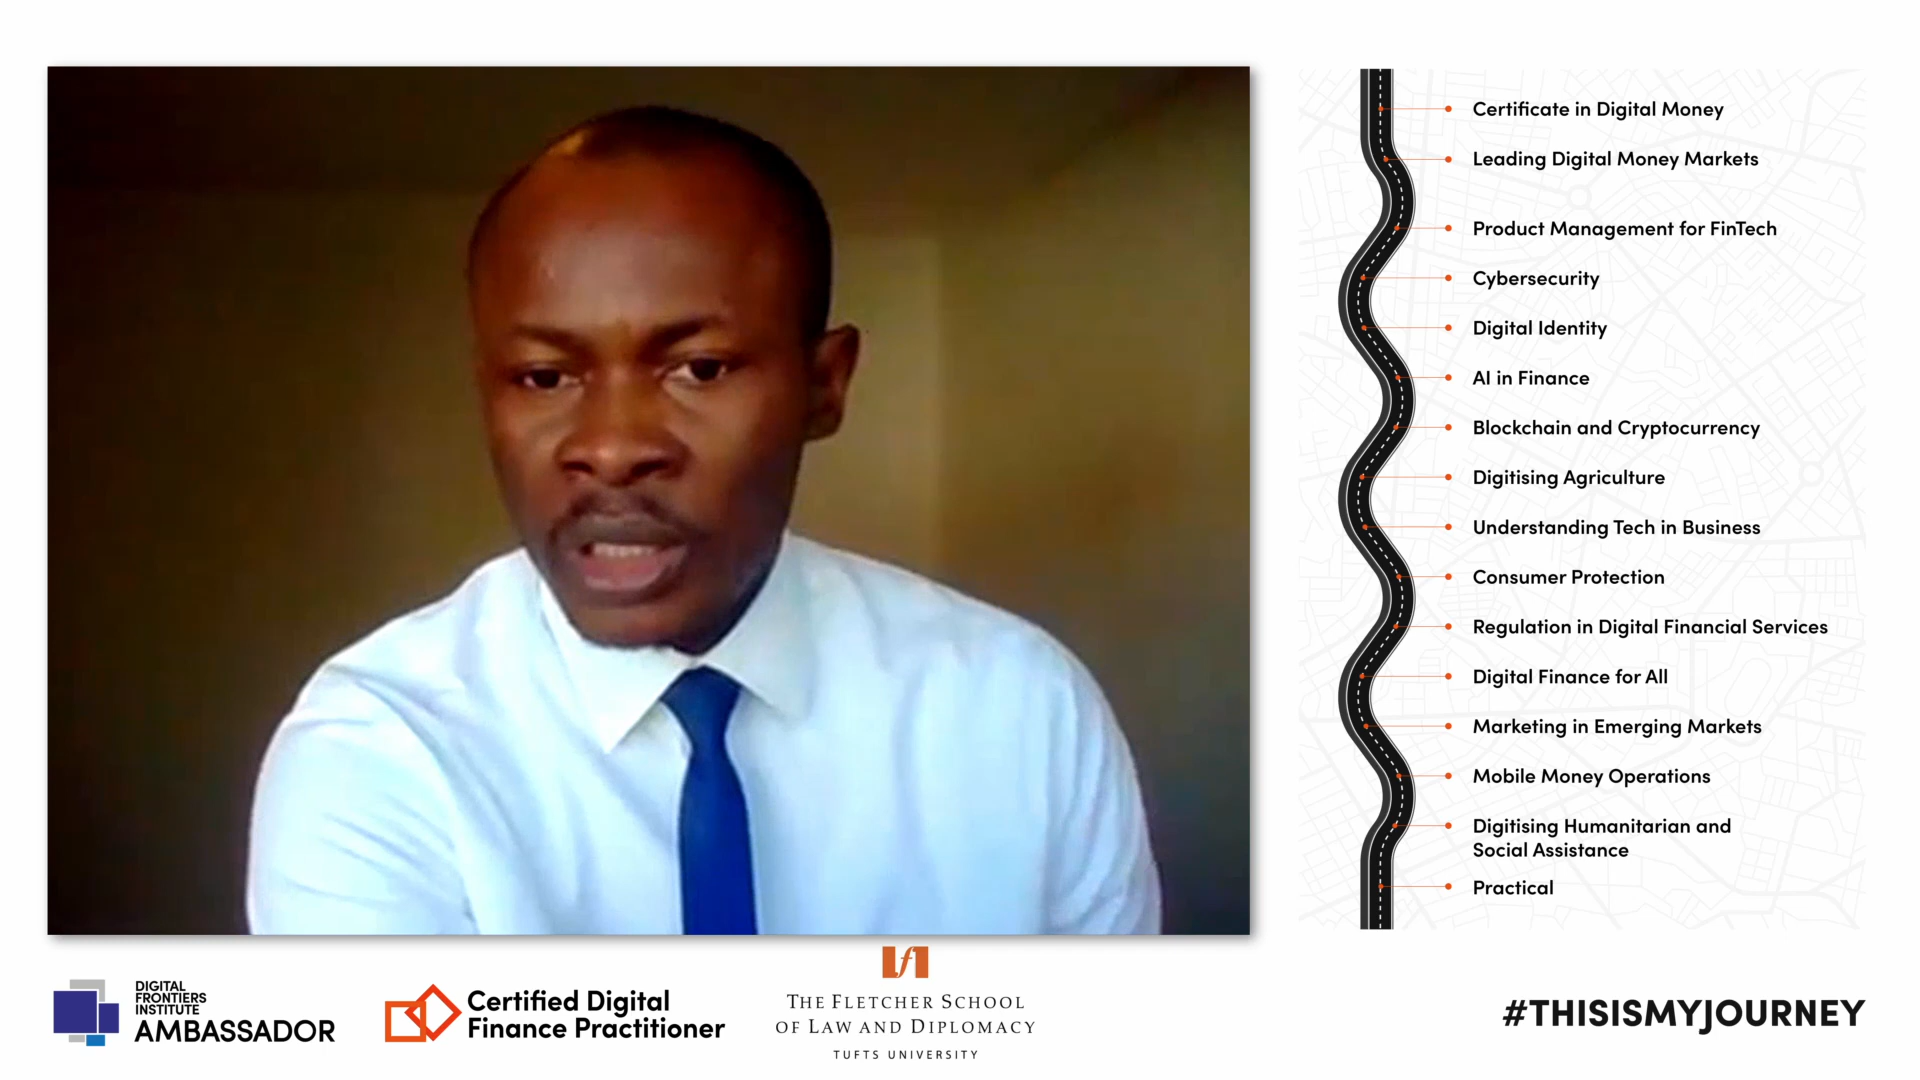 Certificate in Digital Money
Leading Digital Money Markets
Product Management for FinTech
Cybersecurity
Digital Identity
AI in Finance
Blockchain and Cryptocurrency
Digitising Agriculture
Understanding Tech in Business
Consumer Protection
Regulation in Digital Financial Services
Digital Finance for All
Marketing in Emerging Markets
Mobile Money Operations
Digitising Humanitarian and
Social Assistance
Practical
DIGITAL
FRONTIERS
INSTITUTE
AMBASSADOR
Certified Digital
Finance Practitioner
THE FLETCHER SCHOOL
OF LAW AND DIPLOMACY
TUFTS UNIVERSITY
#THISISMYJOURNEY